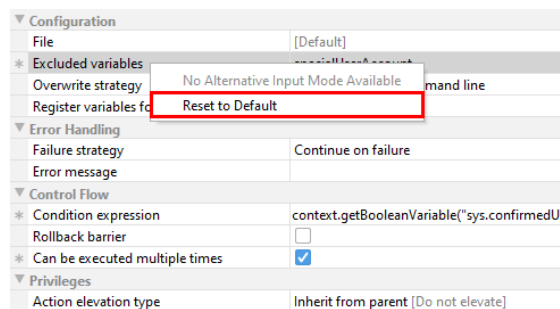 Configuration
File [Default]
* Excluded variables
No Alternative Input Mode Available
Overwrite strategy mand line
Reset to Default
Register variables fo
Error Handling
Failure strategy Continue on failure
Error message
Control Flow
* Condition expression context.getBooleanVariable("sys.confirmedU
Rollback barrier
* Can be executed multiple times
Privileges
Action elevation type Inherit from parent [Do not elevate]